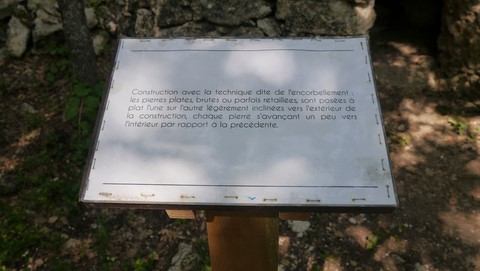 Construction avec la technique dite de l'encorbellement :
les pierres plates, brutes ou parfois retaillées, sont posées à
plat l'une sur l'autre légèrement inclinées vers l'extérieur de
la construction, chaque pierre s'avançant un peu vers
l'intérieur par rapport à la précédente.